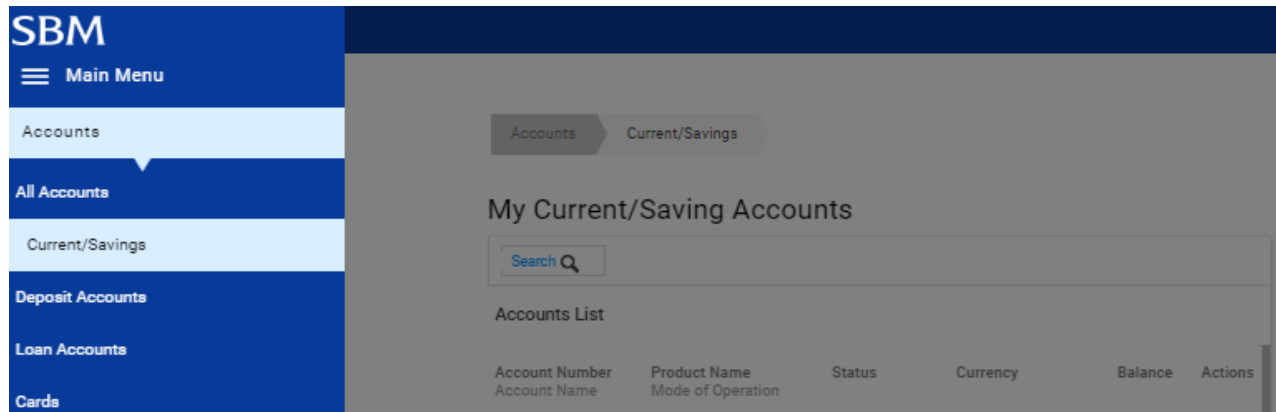 SBM
Main Menu
Accounts
All Accounts
Current/Savings
Deposit Accounts
Loan Accounts
Cards
Accounts Current/Savings
My Current/Saving Accounts
Search
Accounts List
Account Number Product Name Status Currency Balance Actions
Account Name Mode of Operation